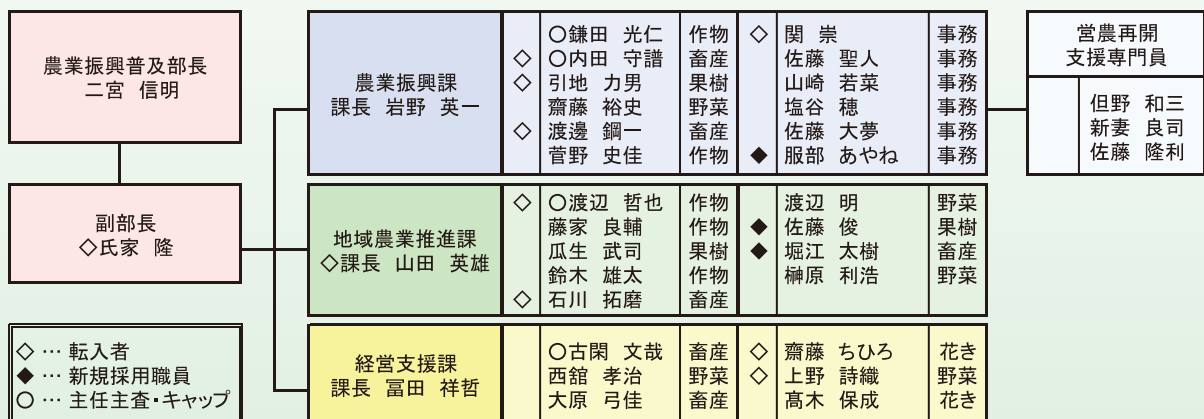 農業振興普及部長
二宮 信明
副部長
◇氏家 隆
◇ … 転入者
◆ … 新規採用職員
○ … 主任主査・キャップ
農業振興課
課長 岩野 英一
○鎌田 光仁 作物
◇ ○内田 守譜 畜産
◇ 引地 力男 果樹
齋藤 裕史 野菜
◇ 渡邊 鋼一 畜産
菅野 史佳 作物
◇ 関 崇 事務
佐藤 聖人 事務
山崎 若菜 事務
塩谷 穂 事務
佐藤 大夢 事務
◆ 服部 あやね 事務
営農再開
支援専門員
但野 和三
新妻 良司
佐藤 隆利
地域農業推進課
◇課長 山田 英雄
◇ ○渡辺 哲也 作物
藤家 良輔 作物
瓜生 武司 果樹
鈴木 雄太 作物
◇ 石川 拓磨 畜産
渡辺 明 野菜
◆ 佐藤 俊 果樹
◆ 堀江 太樹 畜産
榊原 利浩 野菜
経営支援課
課長 冨田 祥哲
○古閑 文哉 畜産
西舘 孝治 野菜
大原 弓佳 畜産
◇ 齋藤 ちひろ 花き
◇ 上野 詩織 野菜
髙木 保成 花き